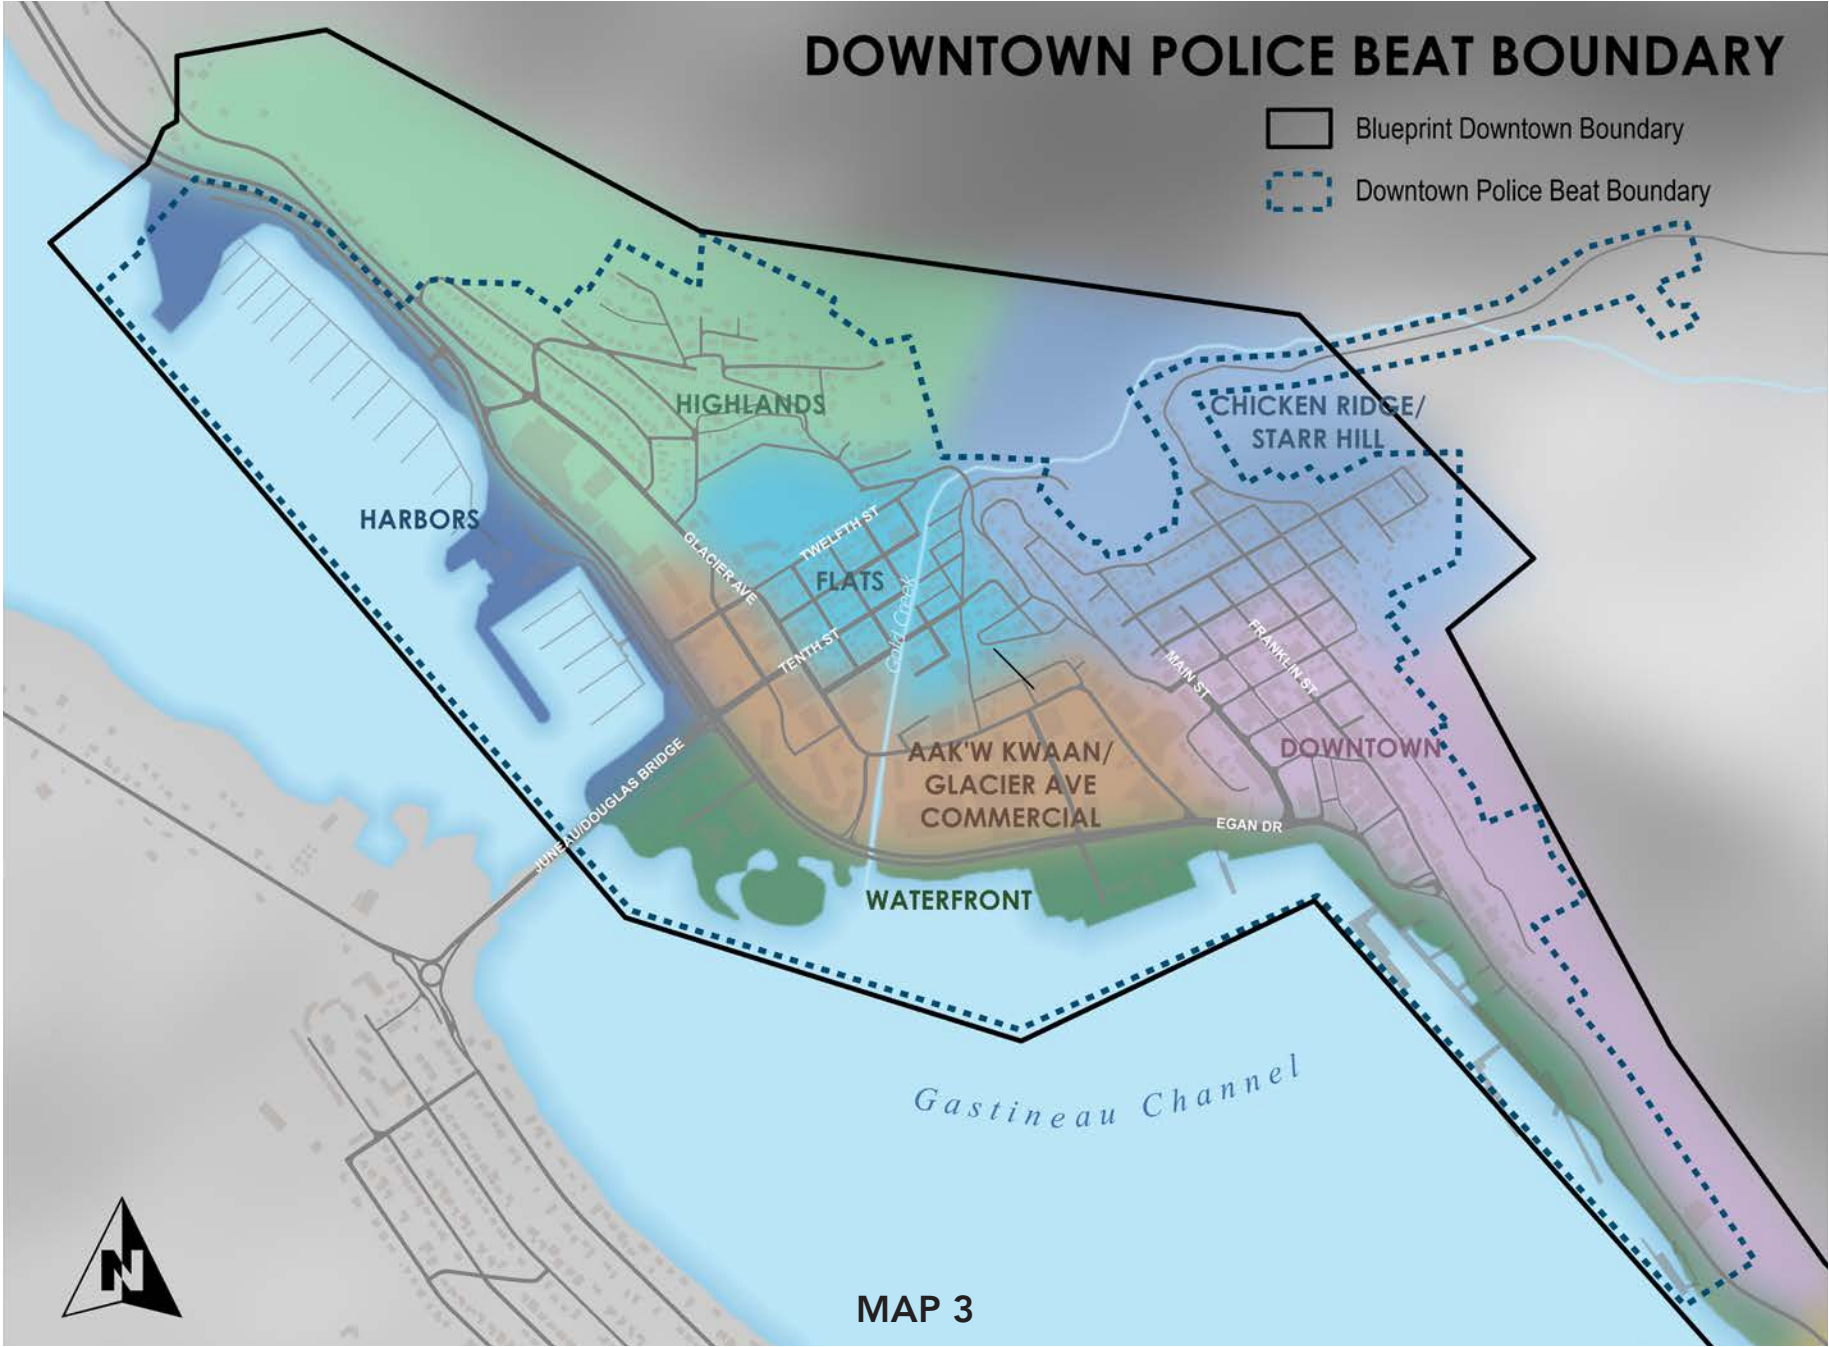 DOWNTOWN POLICE BEAT BOUNDARY
Blueprint Downtown Boundary
Downtown Police Beat Boundary
HIGHLANDS
CHICKEN RIDGE/
STARR HILL
HARBORS
TWELFTH ST
GLACIER AVE
FLATS
Gold Creek
TENTH ST
FRANKLIN ST
MAIN ST
DOWNTOWN
JUNEAU/DOUGLAS BRIDGE
AAK'W KWAAN/
GLACIER AVE
COMMERCIAL
EGAN DR
WATERFRONT
Gastineau Channel
N
MAP 3